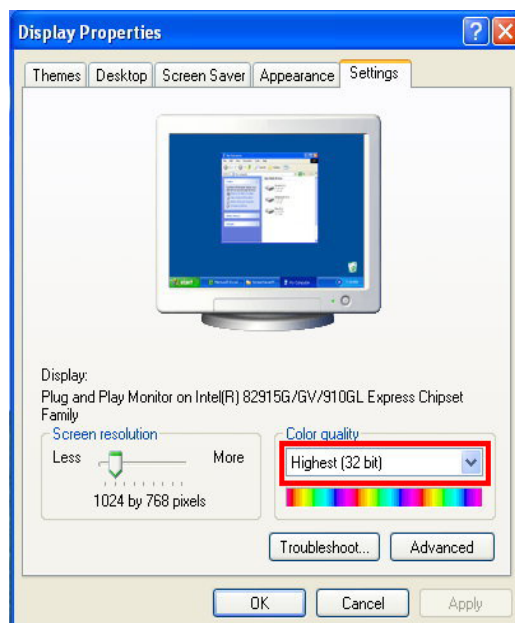 Display Properties
Themes Desktop Screen Saver Appearance Settings
Display:
Plug and Play Monitor on Intel(R) 82915G/GV/910GL Express Chipset
Family
Screen resolution
Less More
1024 by 768 pixels
Color quality
Highest (32 bit)
Troubleshoot... Advanced
OK Cancel Apply